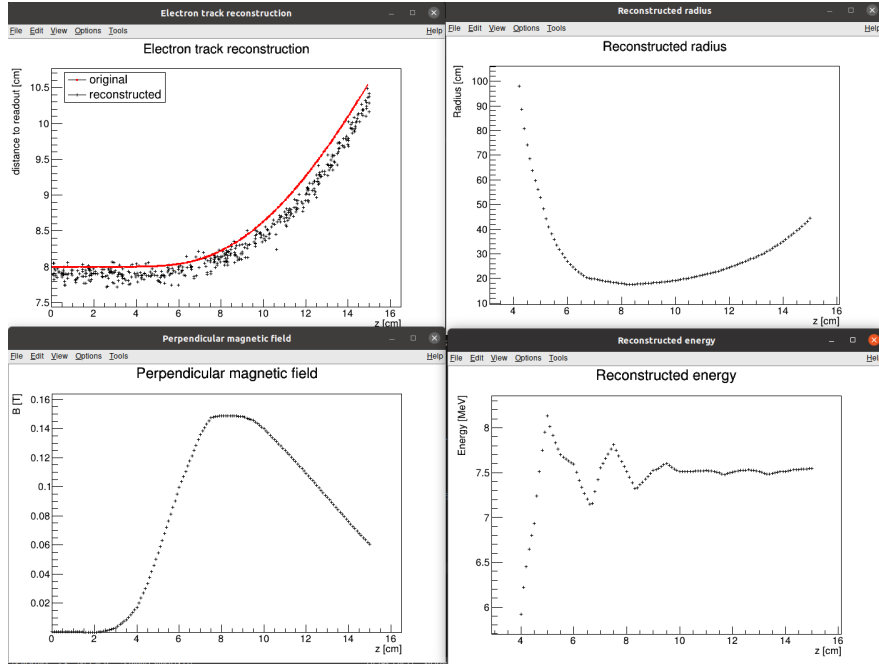 Electron track reconstruction
File Edit View Options Tools Help
Electron track reconstruction
distance to readout [cm]
original
reconstructed
10.5
10
9.5
9
8.5
8
7.5
0 2 4 6 8 10 12 14 16
z [cm]
Reconstructed radius
File Edit View Options Tools Help
Reconstructed radius
Radius [cm]
100
90
80
70
60
50
40
30
20
10
4 6 8 10 12 14 16
z [cm]
Perpendicular magnetic field
File Edit View Options Tools Help
Perpendicular magnetic field
B [T]
0.16
0.14
0.12
0.1
0.08
0.06
0.04
0.02
0 2 4 6 8 10 12 14 16
z [cm]
Reconstructed energy
File Edit View Options Tools Help
Reconstructed energy
Energy [MeV]
8
7.5
7
6.5
6
4 6 8 10 12 14 16
z [cm]